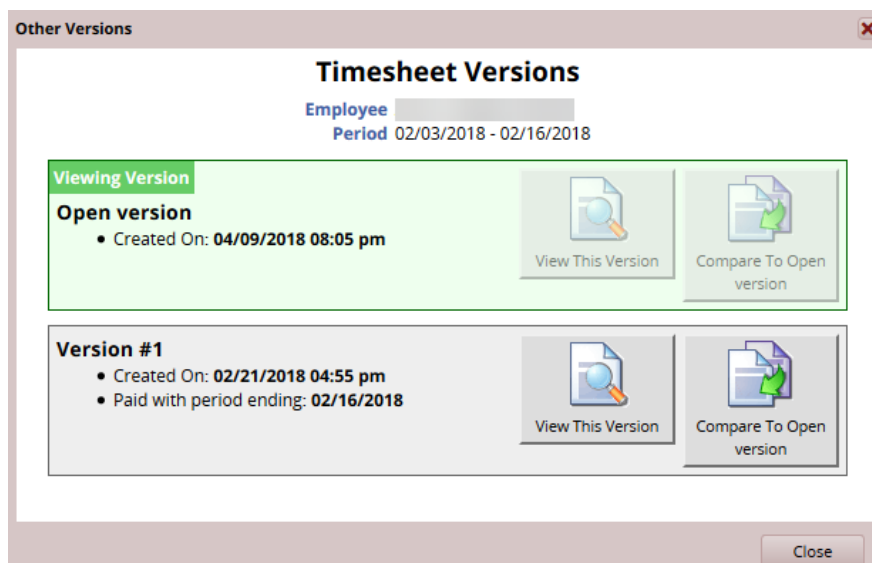 Other Versions
Timesheet Versions
Employee
Period 02/03/2018 - 02/16/2018
Viewing Version
Open version
• Created On: 04/09/2018 08:05 pm
View This Version
Compare To Open
version
Version #1
• Created On: 02/21/2018 04:55 pm
• Paid with period ending: 02/16/2018
View This Version
Compare To Open
version
Close